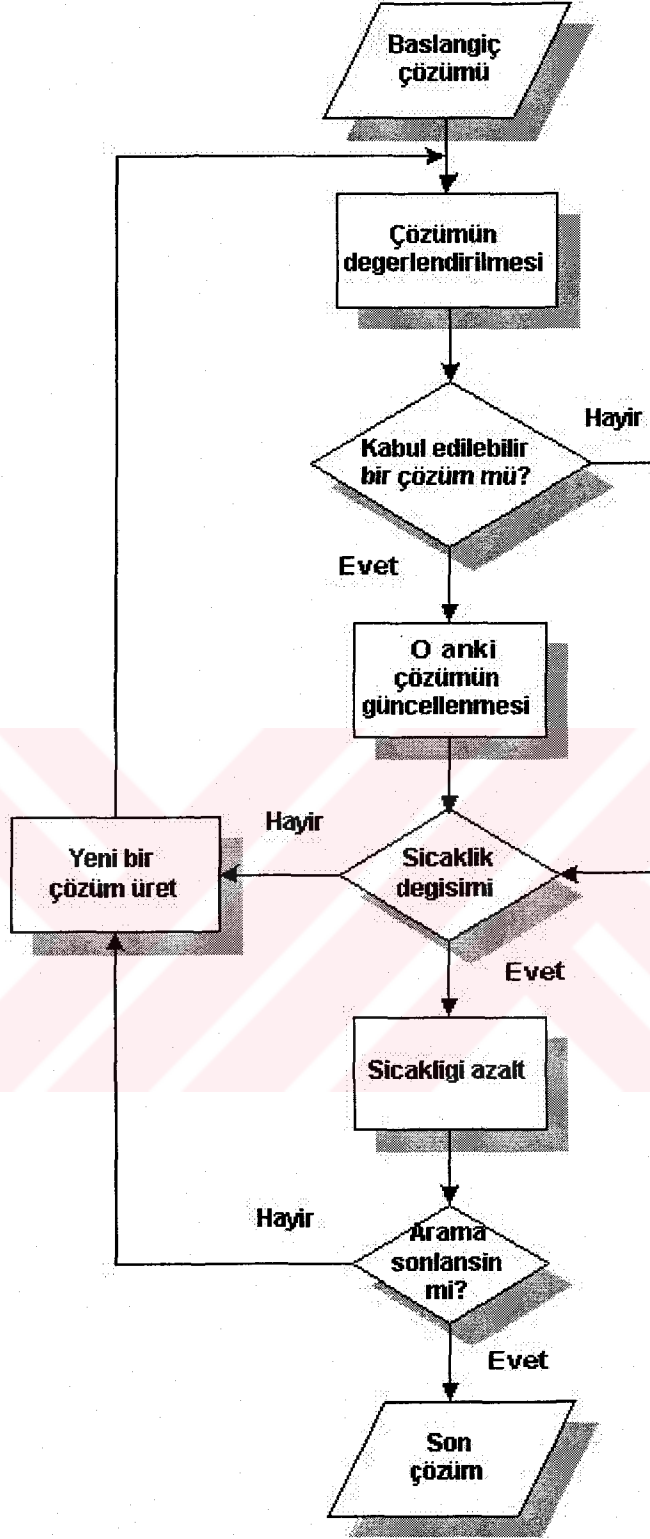 Baslangiç
çözümü
Çözümün
degerlendirilmesi
Hayir
Kabul edilebilir
bir çözüm mü?
Evet
O anki
çözümün
güncellenmesi
Hayir
Yeni bir
çözüm üret
Sicaklik
degisimi
Evet
Sicakligi azalt
Hayir
Arama
sonlansin
mi?
Evet
Son
çözüm